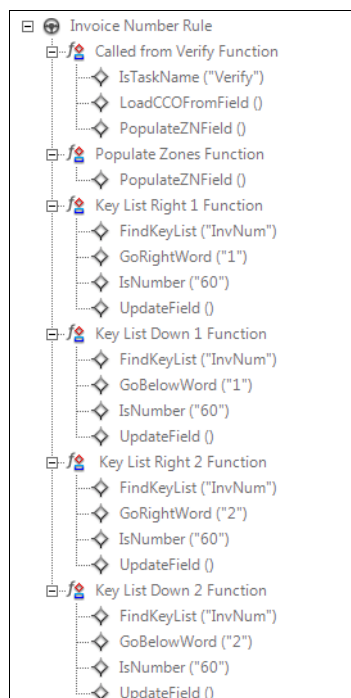 Invoice Number Rule
Called from Verify Function
IsTaskName ("Verify")
LoadCCOFromField ()
PopulateZNField ()
Populate Zones Function
PopulateZNField ()
Key List Right 1 Function
FindKeyList ("InvNum")
GoRightWord ("1")
IsNumber ("60")
UpdateField ()
Key List Down 1 Function
FindKeyList ("InvNum")
GoBelowWord ("1")
IsNumber ("60")
UpdateField ()
Key List Right 2 Function
FindKeyList ("InvNum")
GoRightWord ("2")
IsNumber ("60")
UpdateField ()
Key List Down 2 Function
FindKeyList ("InvNum")
GoBelowWord ("2")
IsNumber ("60")
UpdateField ()